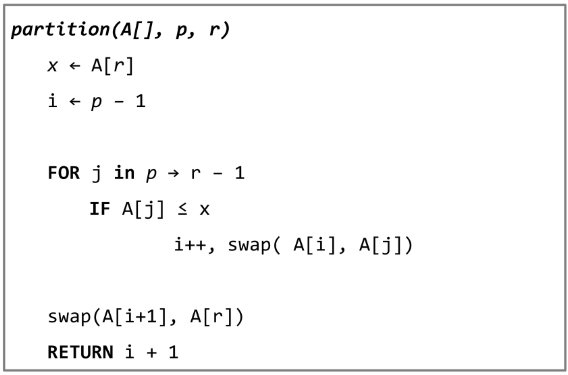 partition(A[], p, r)
x ← A[r]
i ← p - 1
FOR j in p → r - 1
IF A[j] ≤ x
i++, swap( A[i], A[j])
swap(A[i+1], A[r])
RETURN i + 1